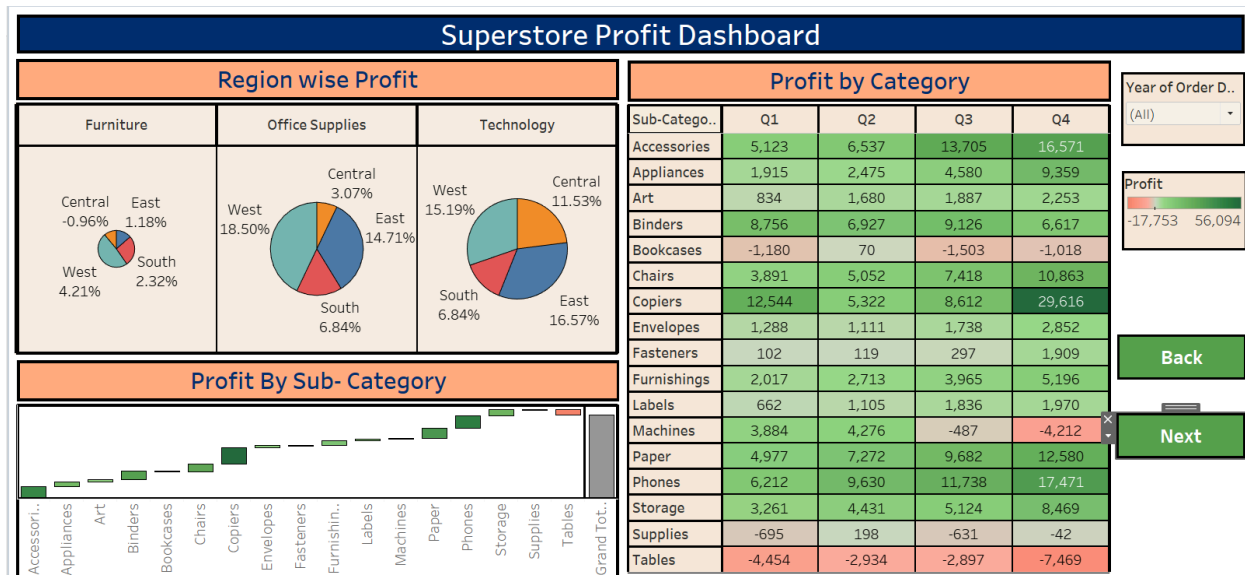 Superstore Profit Dashboard
Region wise Profit
Furniture Office Supplies Technology
Central
-0.96%
East
1.18%
South
2.32%
West
4.21%
Central
3.07%
East
14.71%
South
6.84%
West
18.50%
Central
11.53%
East
16.57%
South
6.84%
West
15.19%
Profit By Sub- Category
Accessori..
Appliances
Art
Binders
Bookcases
Chairs
Copiers
Envelopes
Fasteners
Furnishin..
Labels
Machines
Paper
Phones
Storage
Supplies
Tables
Grand Tot..
Profit by Category
Sub-Catego.. Q1 Q2 Q3 Q4
Accessories 5,123 6,537 13,705 16,571
Appliances 1,915 2,475 4,580 9,359
Art 834 1,680 1,887 2,253
Binders 8,756 6,927 9,126 6,617
Bookcases -1,180 70 -1,503 -1,018
Chairs 3,891 5,052 7,418 10,863
Copiers 12,544 5,322 8,612 29,616
Envelopes 1,288 1,111 1,738 2,852
Fasteners 102 119 297 1,909
Furnishings 2,017 2,713 3,965 5,196
Labels 662 1,105 1,836 1,970
Machines 3,884 4,276 -487 -4,212
Paper 4,977 7,272 9,682 12,580
Phones 6,212 9,630 11,738 17,471
Storage 3,261 4,431 5,124 8,469
Supplies -695 198 -631 -42
Tables -4,454 -2,934 -2,897 -7,469
Year of Order D..
(All)
Profit
-17,753 56,094
Back
Next